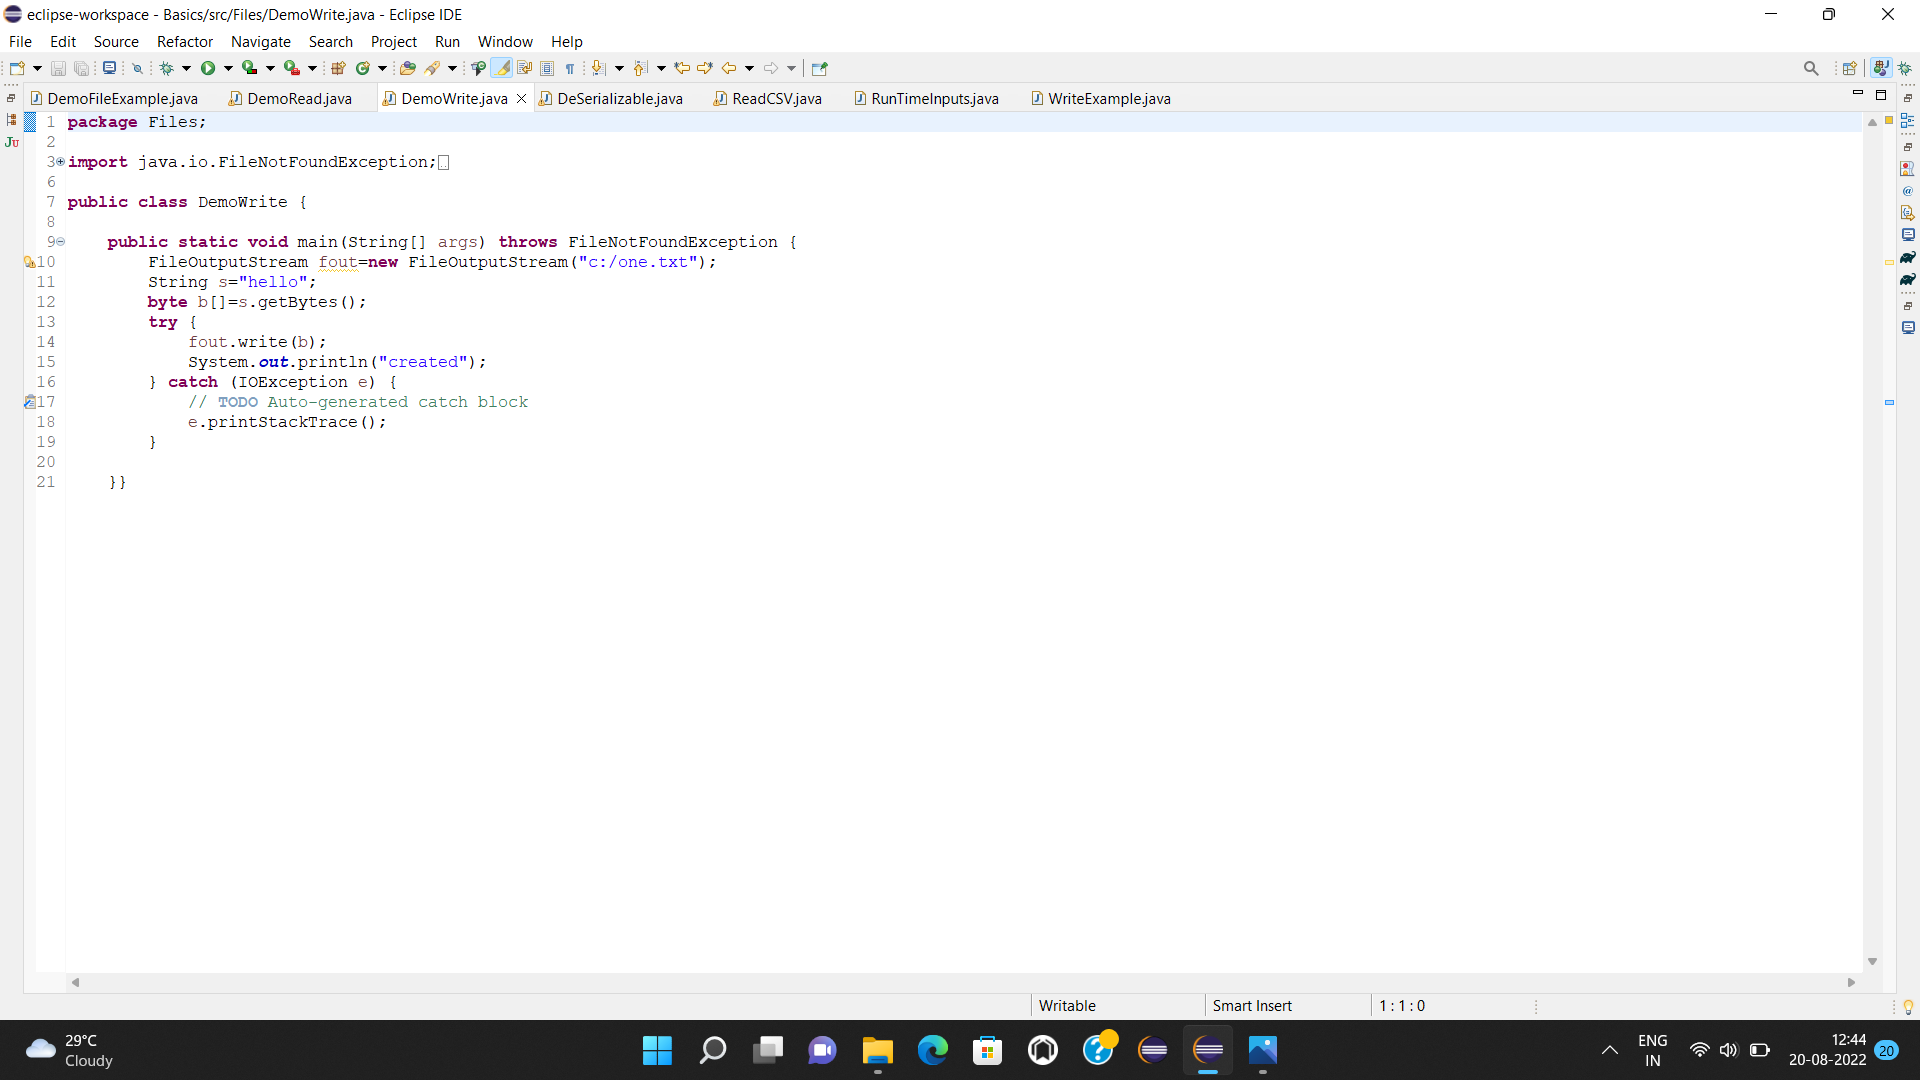 eclipse-workspace - Basics/src/Files/DemoWrite.java - Eclipse IDE
File Edit Source Refactor Navigate Search Project Run Window Help
DemoFileExample.java DemoRead.java DemoWrite.java DeSerializable.java ReadCSV.java RunTimeInputs.java WriteExample.java
1 package Files;
2
3 import java.io.FileNotFoundException;
6
7 public class DemoWrite {
8
9 public static void main(String[] args) throws FileNotFoundException {
10 FileOutputStream fout=new FileOutputStream("c:/one.txt");
11 String s="hello";
12 byte b[]=s.getBytes();
13 try {
14 fout.write(b);
15 System.out.println("created");
16 } catch (IOException e) {
17 // TODO Auto-generated catch block
18 e.printStackTrace();
19 }
20
21 }}
Writable Smart Insert 1 : 1 : 0
29°C
Cloudy
ENG
IN
12:44
20-08-2022
20